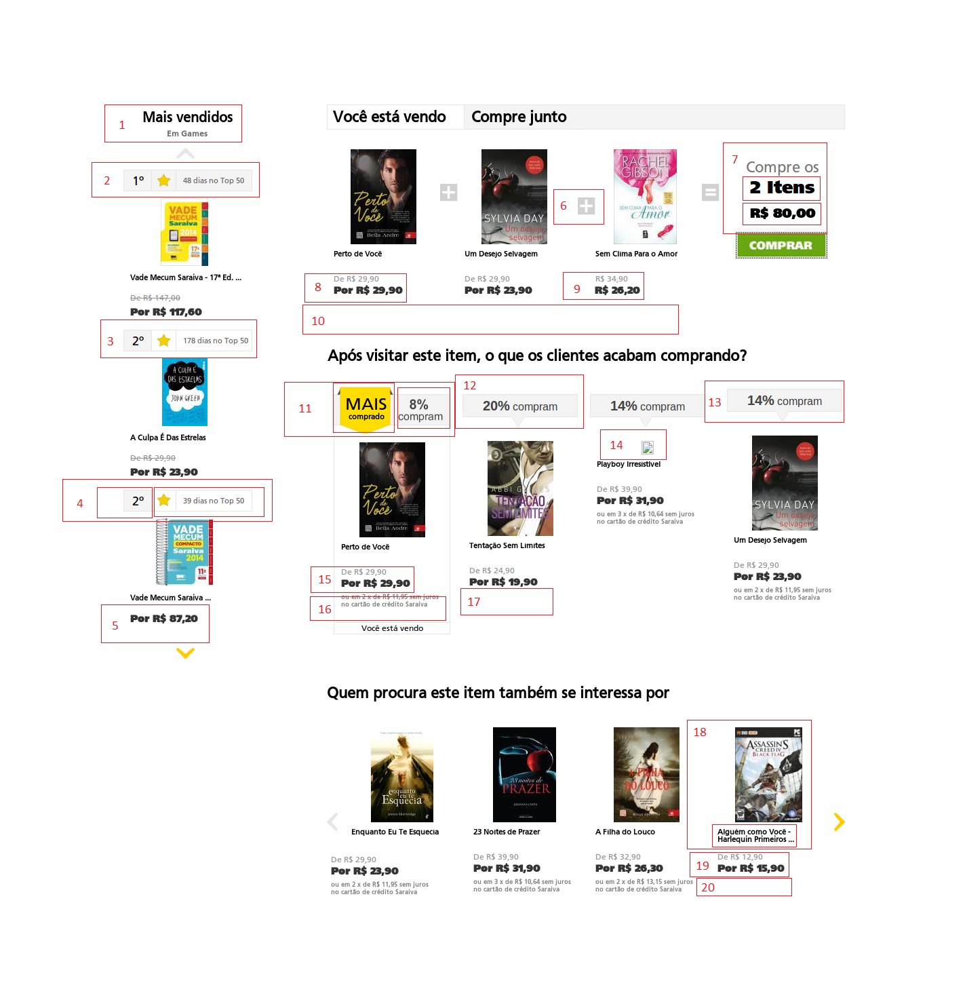 1
Mais vendidos
Em Games
2
1º
48 dias no Top 50
VADE
MECUM
Saraiva
2014
17ª
Vade Mecum Saraiva - 17ª Ed. ...
De R$ 147,00
Por R$ 117,60
3
2º
178 dias no Top 50
A CULPA É
DAS ESTRELAS
JOHN GREEN
A Culpa É Das Estrelas
De R$ 29,90
Por R$ 23,90
4
2º
39 dias no Top 50
VADE
MECUM
COMPACTO
Saraiva
2014
11ª
Vade Mecum Saraiva ...
5
Por R$ 87,20
Você está vendo
Compre junto
Perto
de
Você
Bella Andre
Perto de Você
8
De R$ 29,90
Por R$ 29,90
SYLVIA DAY
Um desejo
selvagem
Um Desejo Selvagem
De R$ 29,90
Por R$ 23,90
6
RACHEL
GIBSON
SEM CLIMA PARA O
Amor
Sem Clima Para o Amor
9
R$ 34,90
R$ 26,20
7
Compre os
2 Itens
R$ 80,00
COMPRAR
10
Após visitar este item, o que os clientes acabam comprando?
11
MAIS
comprado
8%
compram
Perto
de
Você
Bella Andre
Perto de Você
15
De R$ 29,90
Por R$ 29,90
16
ou em 2 x de R$ 11,95 sem juros
no cartão de crédito Saraiva
Você está vendo
12
20% compram
ABBI GLINES
TENTAÇÃO
SEM LIMITES
Tentação Sem Limites
De R$ 24,90
Por R$ 19,90
17
14% compram
14
Playboy Irresistível
De R$ 39,90
Por R$ 31,90
ou em 3 x de R$ 10,64 sem juros
no cartão de crédito Saraiva
13
14% compram
SYLVIA DAY
Um desejo
selvagem
Um Desejo Selvagem
De R$ 29,90
Por R$ 23,90
ou em 2 x de R$ 11,95 sem juros
no cartão de crédito Saraiva
Quem procura este item também se interessa por
enquanto
eu te
Esquecia
Jennie Shortridge
Enquanto Eu Te Esquecia
De R$ 29,90
Por R$ 23,90
ou em 2 x de R$ 11,95 sem juros
no cartão de crédito Saraiva
23 noites de
PRAZER
JULIANNA COSTA
23 Noites de Prazer
De R$ 39,90
Por R$ 31,90
ou em 3 x de R$ 10,64 sem juros
no cartão de crédito Saraiva
A FILHA
DO LOUCO
A Filha do Louco
De R$ 32,90
Por R$ 26,30
ou em 2 x de R$ 13,15 sem juros
no cartão de crédito Saraiva
18
PC DVD
PC
ASSASSIN'S
CREED IV
BLACK FLAG
RP
UBISOFT
Alguém como Você -
Harlequin Primeiros ...
19
De R$ 12,90
Por R$ 15,90
20